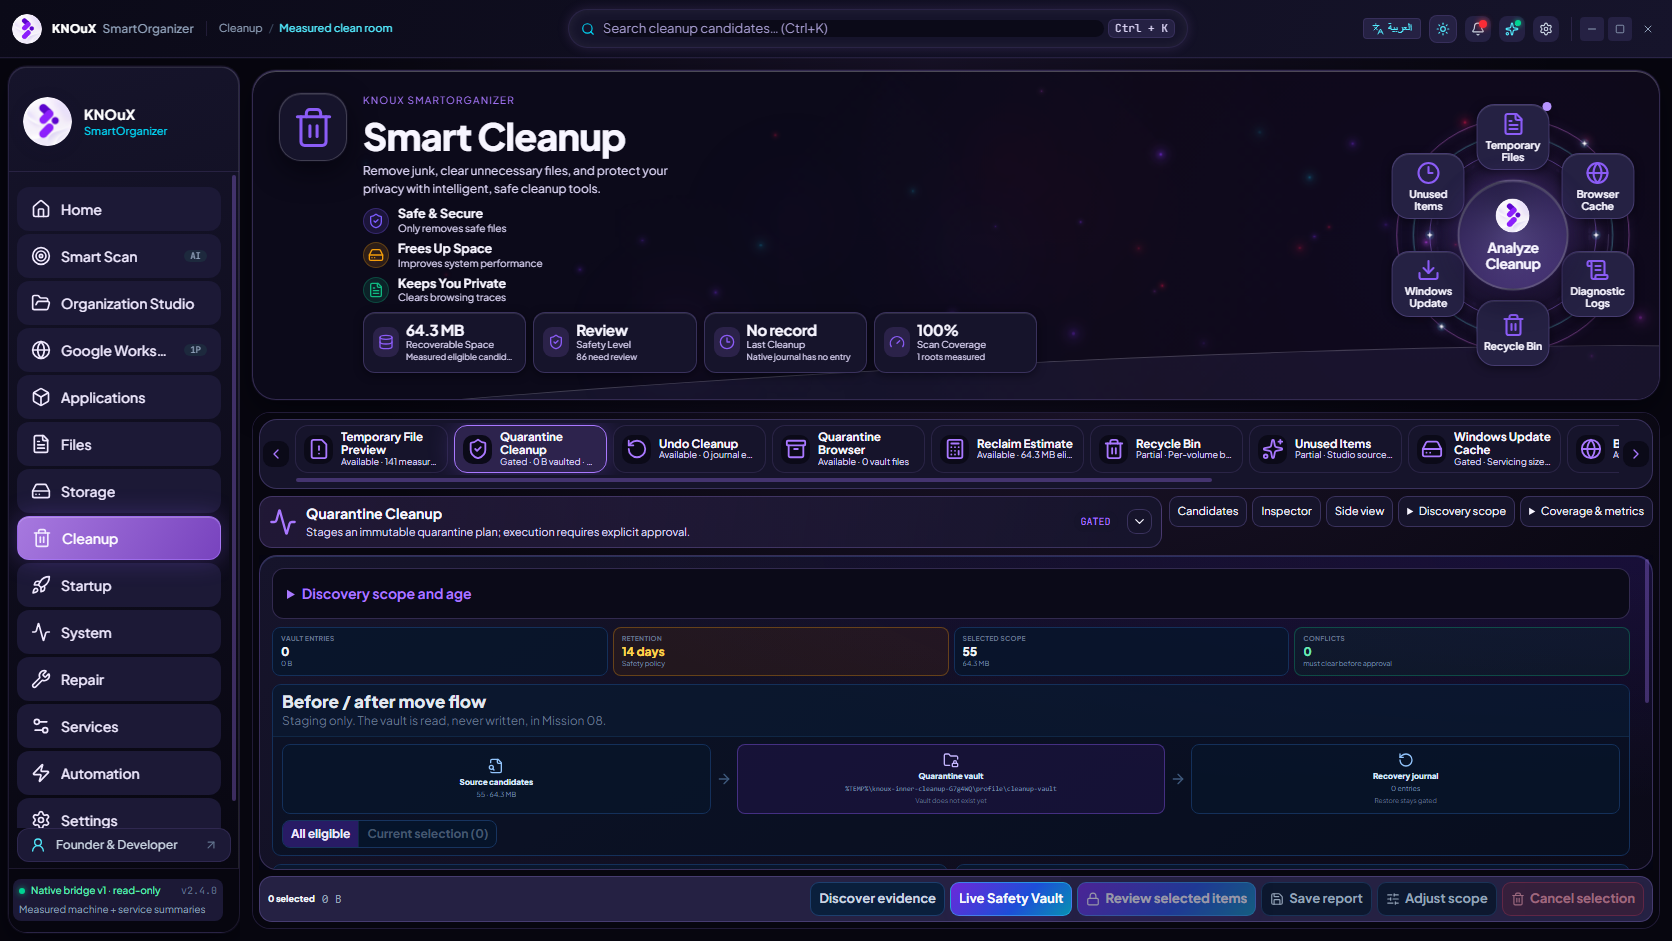 KNOuX SmartOrganizer Cleanup / Measured clean room
Search cleanup candidates... (Ctrl+K) Ctrl + K
العربية
KNOuX
SmartOrganizer
Home
Smart Scan AI
Organization Studio
Google Works... 1P
Applications
Files
Storage
Cleanup
Startup
System
Repair
Services
Automation
Settings
Founder & Developer
Native bridge v1 · read-only v2.4.0
Measured machine + service summaries
KNOUX SMARTORGANIZER
Smart Cleanup
Remove junk, clear unnecessary files, and protect your
privacy with intelligent, safe cleanup tools.
Safe & Secure
Only removes safe files
Frees Up Space
Improves system performance
Keeps You Private
Clears browsing traces
64.3 MB
Recoverable Space
Measured eligible candid...
Review
Safety Level
86 need review
No record
Last Cleanup
Native journal has no entry
100%
Scan Coverage
1 roots measured
Temporary
Files
Unused
Items
Browser
Cache
Analyze
Cleanup
Windows
Update
Diagnostic
Logs
Recycle Bin
Temporary File
Preview
Available · 141 measur...
Quarantine
Cleanup
Gated · 0 B vaulted · ...
Undo Cleanup
Available · 0 journal e...
Quarantine
Browser
Available · 0 vault files
Reclaim Estimate
Available · 64.3 MB eli...
Recycle Bin
Partial · Per-volume b...
Unused Items
Partial · Studio source...
Windows Update
Cache
Gated · Servicing size...
Quarantine Cleanup
Stages an immutable quarantine plan; execution requires explicit approval.
GATED
Candidates
Inspector
Side view
Discovery scope
Coverage & metrics
Discovery scope and age
VAULT ENTRIES
0
0 B
RETENTION
14 days
Safety policy
SELECTED SCOPE
55
64.3 MB
CONFLICTS
0
must clear before approval
Before / after move flow
Staging only. The vault is read, never written, in Mission 08.
Source candidates
55 · 64.3 MB
Quarantine vault
%TEMP%\knoux-inner-cleanup-G7g4WQ\profile\cleanup-vault
Vault does not exist yet
Recovery journal
0 entries
Restore stays gated
All eligible
Current selection (0)
0 selected 0 B
Discover evidence
Live Safety Vault
Review selected items
Save report
Adjust scope
Cancel selection